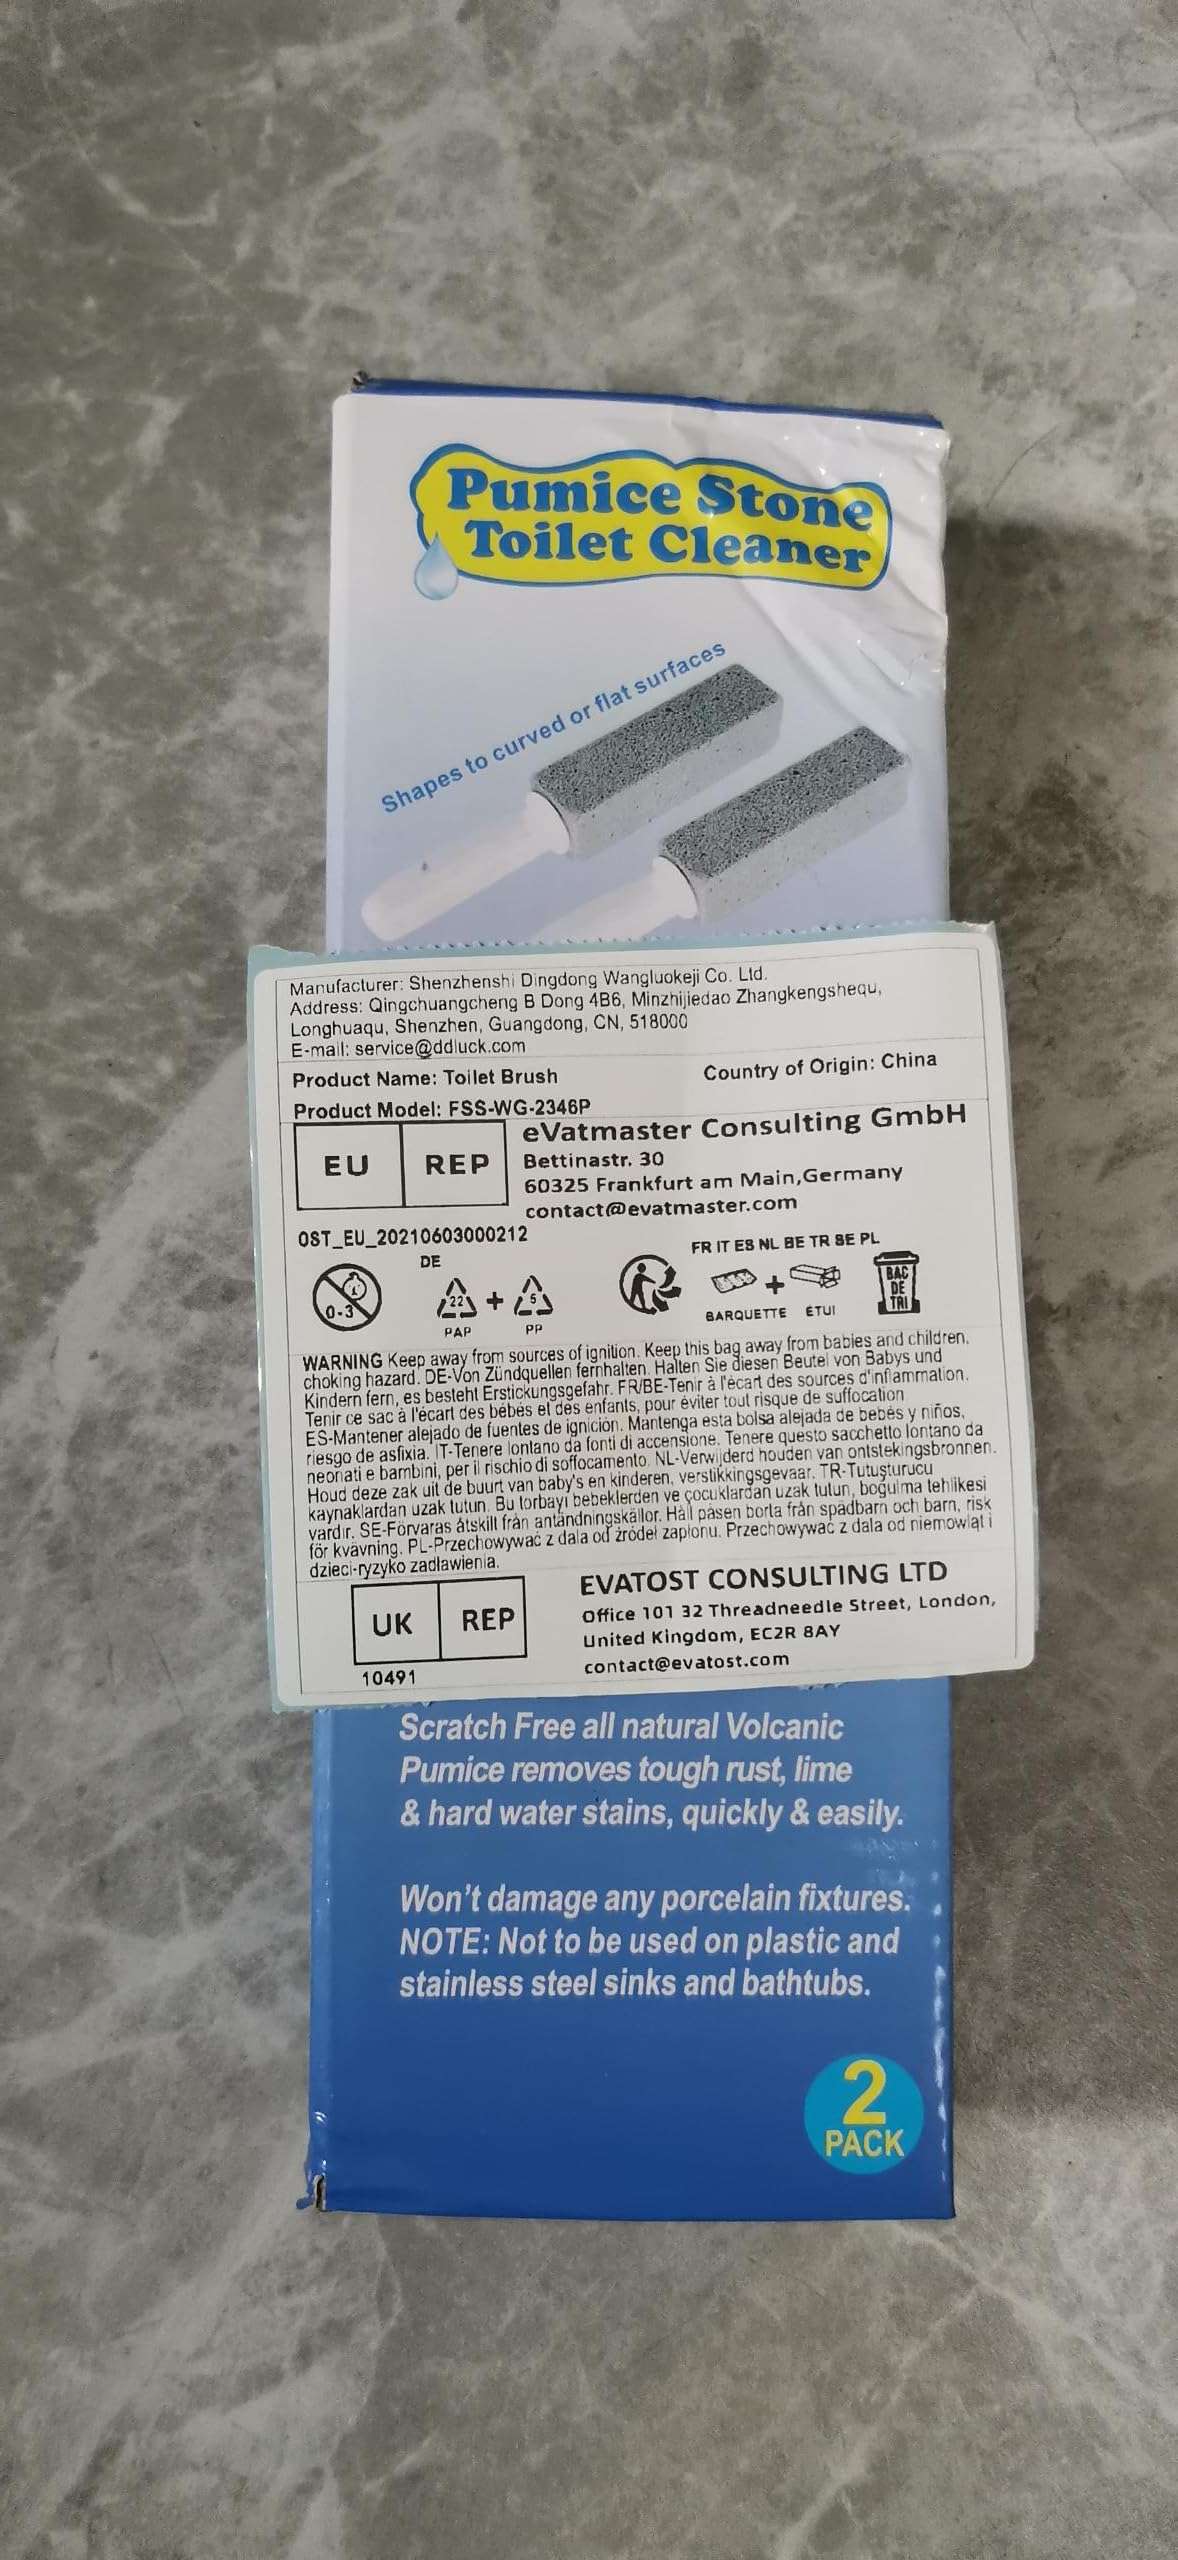 Pumice Stone
Toilet Cleaner
Shapes to curved or flat surfaces
Manufacturer: Shenzhenshi Dingdong Wangluokeji Co. Ltd.
Address: Qingchuangcheng B Dong 4B6, Minzhijiedao Zhangkengshequ,
Longhuaqu, Shenzhen, Guangdong, CN, 518000
E-mail: service@ddluck.com
Product Name: Toilet Brush
Country of Origin: China
Product Model: FSS-WG-2346P
EU REP
eVatmaster Consulting GmbH
Bettinastr. 30
60325 Frankfurt am Main,Germany
contact@evatmaster.com
OST_EU_20210603000212
DE
FR IT ES NL BE TR SE PL
0-3
22 + 5
PAP PP
+
BARQUETTE ÉTUI
BAC
DE
TRI
WARNING Keep away from sources of ignition. Keep this bag away from babies and children,
choking hazard. DE-Von Zündquellen fernhalten. Halten Sie diesen Beutel von Babys und
Kindern fern, es besteht Erstickungsgefahr. FR/BE-Tenir à l'écart des sources d'inflammation.
Tenir ce sac à l'écart des bébés et des enfants, pour éviter tout risque de suffocation
ES-Mantener alejado de fuentes de ignición. Mantenga esta bolsa alejada de bebés y niños,
riesgo de asfixia. IT-Tenere lontano da fonti di accensione. Tenere questo sacchetto lontano da
neonati e bambini, per il rischio di soffocamento. NL-Verwijderd houden van ontstekingsbronnen.
Houd deze zak uit de buurt van baby's en kinderen, verstikkingsgevaar. TR-Tutuşturucu
kaynaklardan uzak tutun. Bu torbayı bebeklerden ve çocuklardan uzak tutun, boğulma tehlikesi
vardır. SE-Förvaras åtskilt från antändningskällor. Håll påsen borta från spädbarn och barn, risk
för kvävning. PL-Przechowywać z dala od źródeł zapłonu. Przechowywać z dala od niemowląt i
dzieci-ryzyko zadławienia.
UK REP
10491
EVATOST CONSULTING LTD
Office 101 32 Threadneedle Street, London,
United Kingdom, EC2R 8AY
contact@evatost.com
Scratch Free all natural Volcanic
Pumice removes tough rust, lime
& hard water stains, quickly & easily.
Won't damage any porcelain fixtures.
NOTE: Not to be used on plastic and
stainless steel sinks and bathtubs.
2
PACK